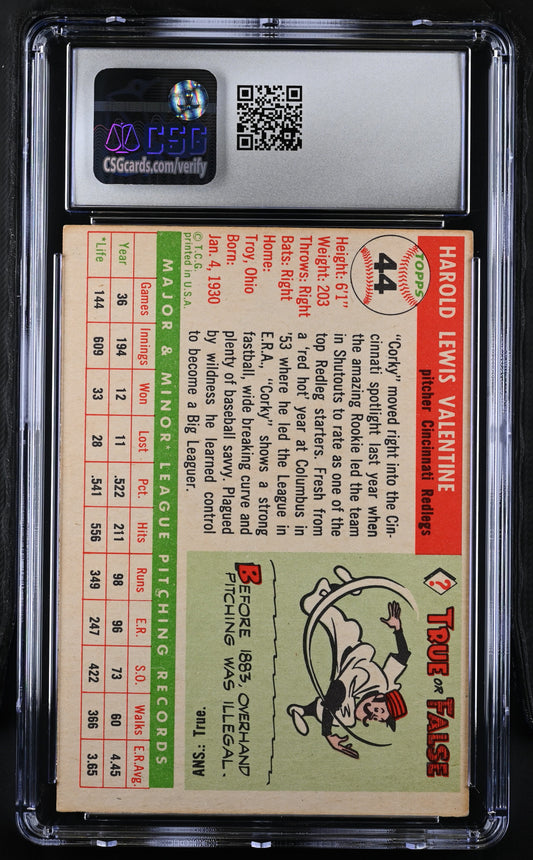 CSG
CSGcards.com/verify
TOPPS
44
HAROLD LEWIS VALENTINE
pitcher Cincinnati Redlegs
Height: 6'1"
Weight: 203
Throws: Right
Bats: Right
Home:
Troy, Ohio
Born:
Jan. 4, 1930
© T.C.G.
printed in U.S.A.
"Corky" moved right into the Cin-
cinnati spotlight last year when
the amazing Rookie led the team
in Shutouts to rate as one of the
top Redleg starters. Fresh from
a 'red hot' year at Columbus in
'53 where he led the League in
E.R.A., "Corky" shows a strong
fastball, wide breaking curve and
plenty of baseball savvy. Plagued
by wildness he learned control
to become a Big Leaguer.
?
TRUE OR FALSE
BEFORE 1883, OVERHAND
PITCHING WAS ILLEGAL.
ANS.: True.
MAJOR & MINOR* LEAGUE PITCHING RECORDS
Games Innings Won Lost Pct. Hits Runs E.R. S.O. Walks E.R.Avg.
Year 36 194 12 11 .522 211 98 96 73 60 4.45
*Life 144 609 33 28 .541 556 349 247 422 366 3.65